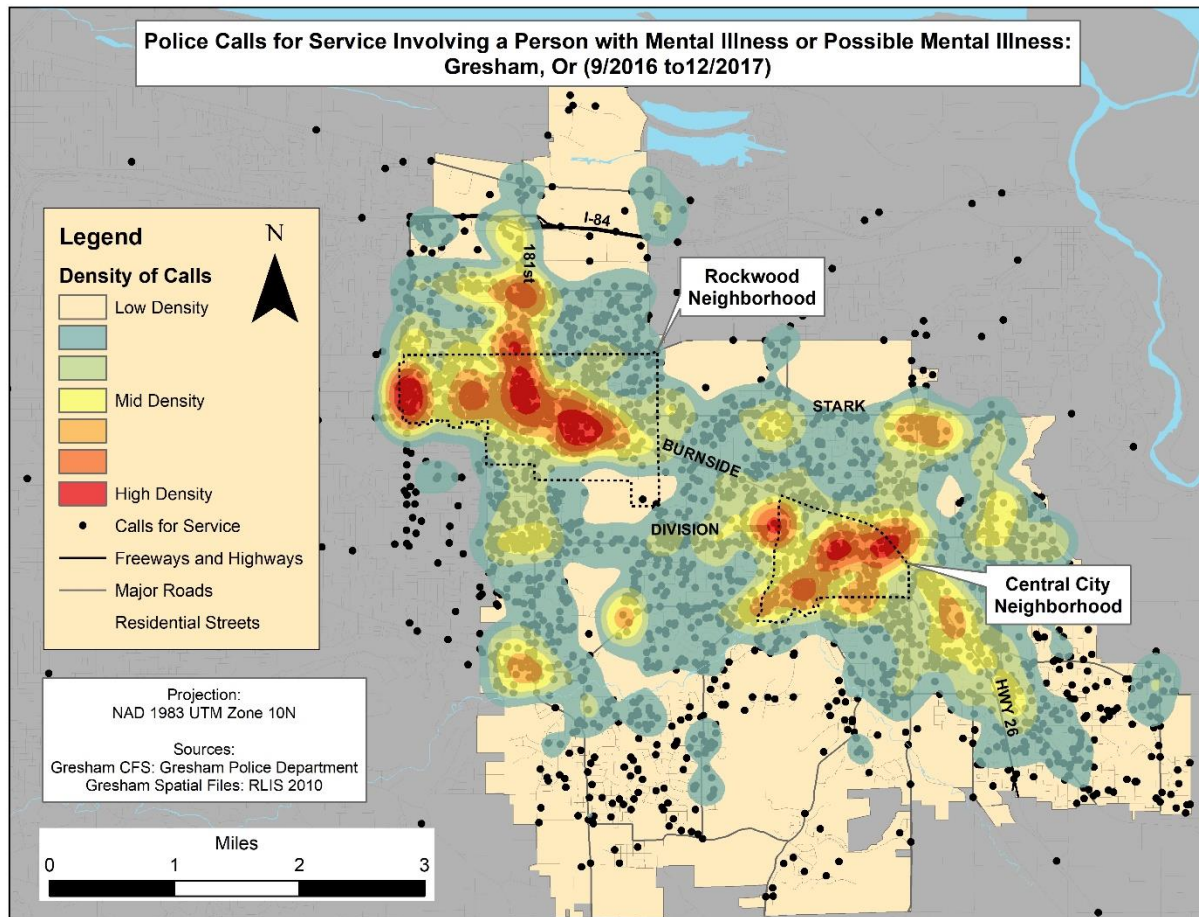 Police Calls for Service Involving a Person with Mental Illness or Possible Mental Illness:
Gresham, Or (9/2016 to12/2017)
Legend
N
Density of Calls
Low Density
Mid Density
High Density
Calls for Service
Freeways and Highways
Major Roads
Residential Streets
I-84
181st
Rockwood
Neighborhood
STARK
BURNSIDE
DIVISION
Central City
Neighborhood
HWY 26
Projection:
NAD 1983 UTM Zone 10N
Sources:
Gresham CFS: Gresham Police Department
Gresham Spatial Files: RLIS 2010
Miles
0 1 2 3